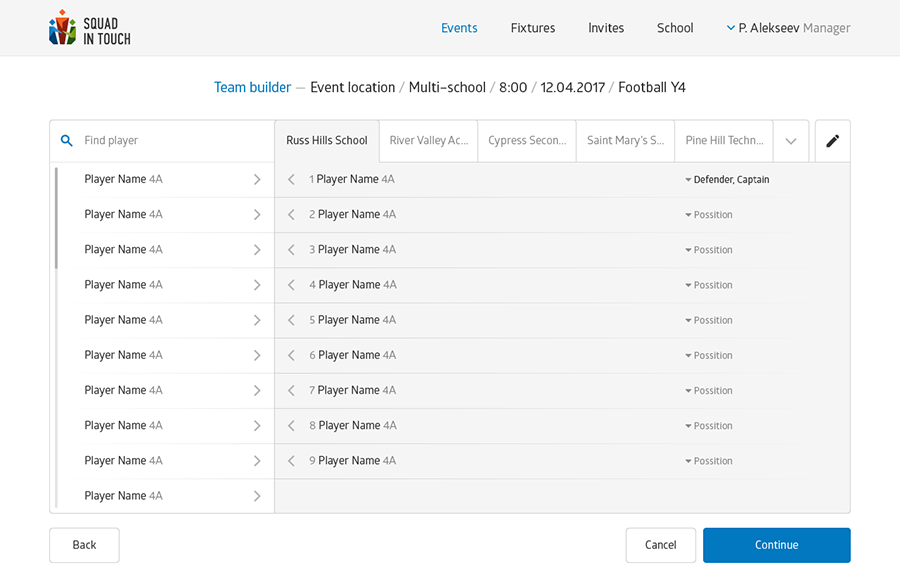 SQUAD
IN TOUCH
Events Fixtures Invites School P. Alekseev Manager
Team builder — Event location / Multi-school / 8:00 / 12.04.2017 / Football Y4
Find player Russ Hills School River Valley Ac... Cypress Secon... Saint Mary's S... Pine Hill Techn...
Player Name 4A 1 Player Name 4A Defender, Captain
Player Name 4A 2 Player Name 4A Possition
Player Name 4A 3 Player Name 4A Possition
Player Name 4A 4 Player Name 4A Possition
Player Name 4A 5 Player Name 4A Possition
Player Name 4A 6 Player Name 4A Possition
Player Name 4A 7 Player Name 4A Possition
Player Name 4A 8 Player Name 4A Possition
Player Name 4A 9 Player Name 4A Possition
Player Name 4A
Back Cancel Continue